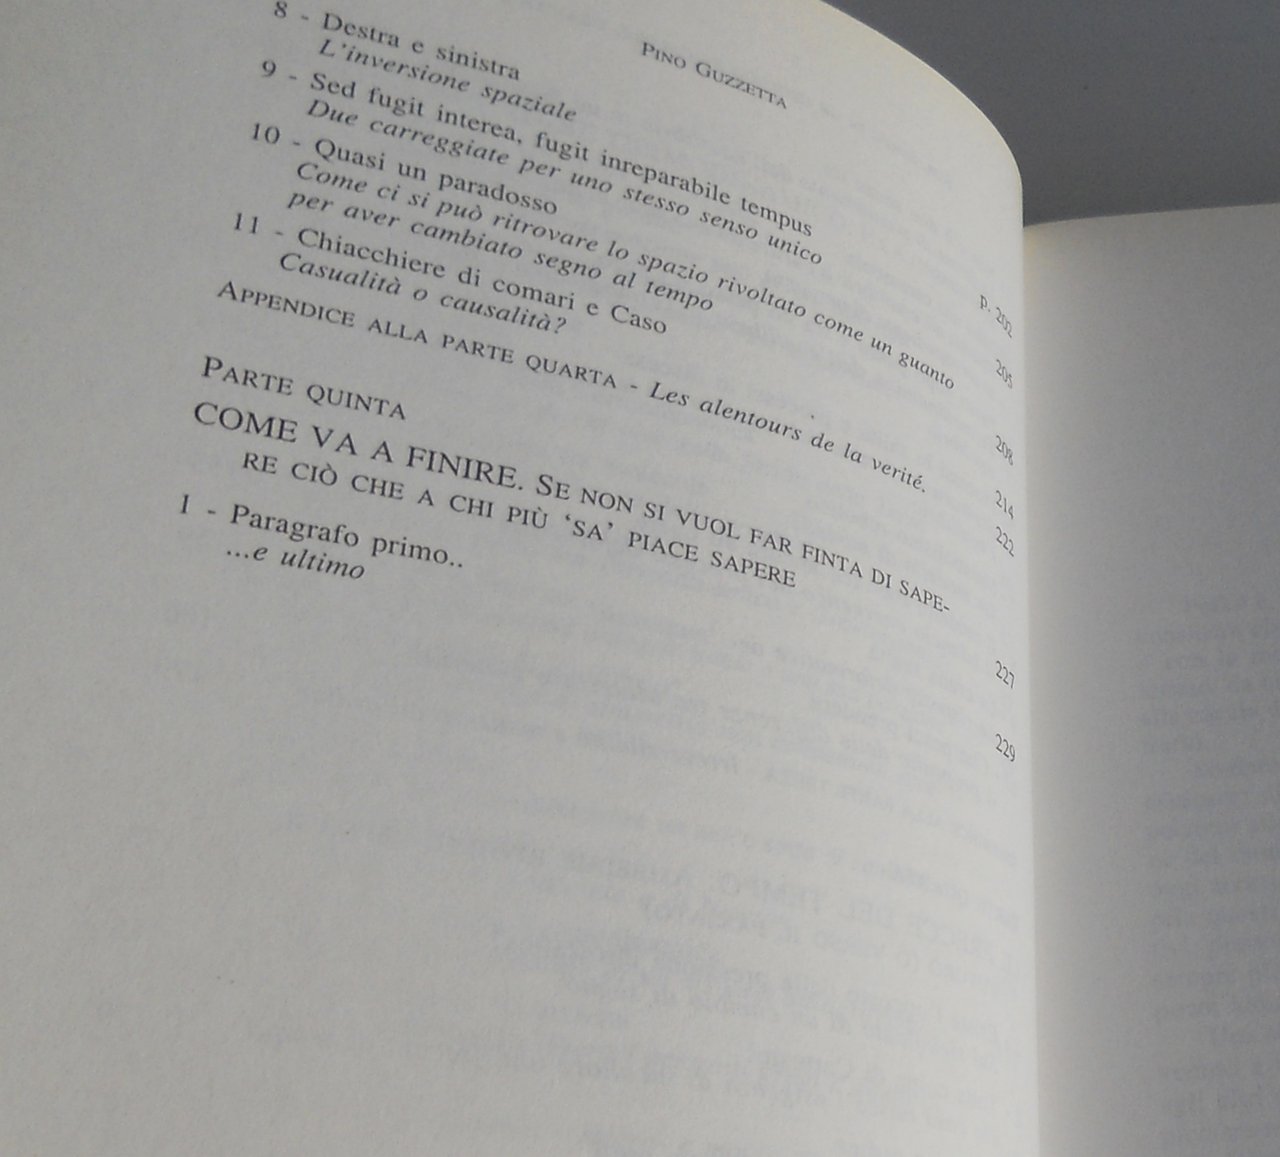 PINO GUZZETTA
8 - Destra e sinistra
L'inversione spaziale p. 202
9 - Sed fugit interea, fugit inreparabile tempus
Due carreggiate per uno stesso senso unico 205
10 - Quasi un paradosso
Come ci si può ritrovare lo spazio rivoltato come un guanto
per aver cambiato segno al tempo 208
11 - Chiacchiere di comari e Caso
Casualità o causalità? 214
APPENDICE ALLA PARTE QUARTA - Les alentours de la verité. 222
PARTE QUINTA
COME VA A FINIRE. SE NON SI VUOL FAR FINTA DI SAPE-
RE CIÒ CHE A CHI PIÙ ‘SA’ PIACE SAPERE 227
1 - Paragrafo primo..
...e ultimo 229